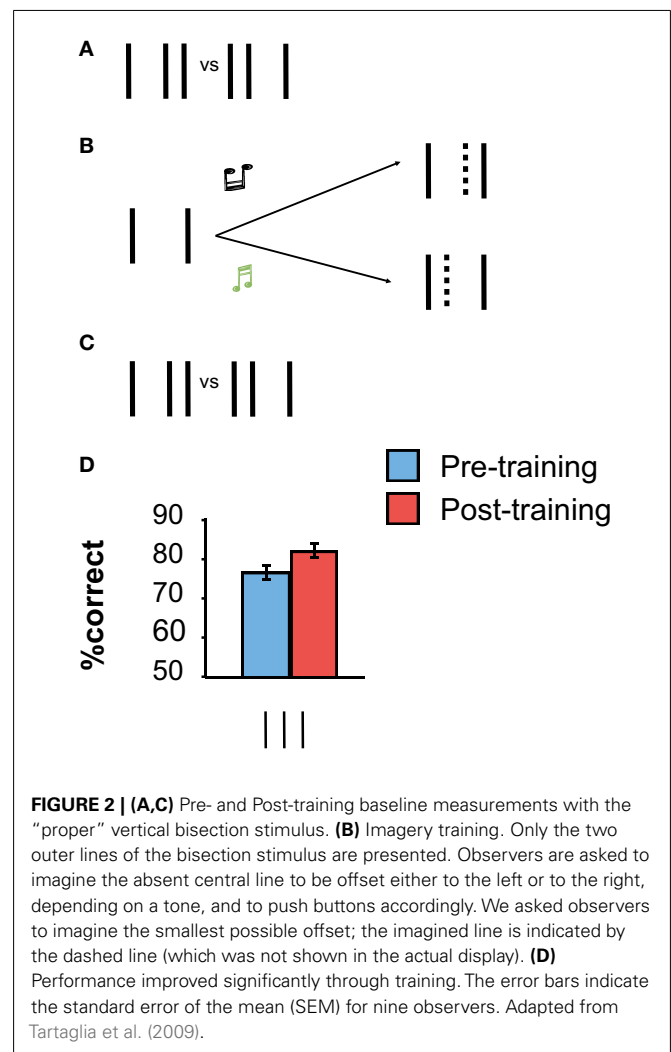 A
vs
B
C
vs
D
Pre-training
Post-training
90
80
70
60
50
%correct
FIGURE 2 | (A,C) Pre- and Post-training baseline measurements with the
“proper” vertical bisection stimulus. (B) Imagery training. Only the two
outer lines of the bisection stimulus are presented. Observers are asked to
imagine the absent central line to be offset either to the left or to the right,
depending on a tone, and to push buttons accordingly. We asked observers
to imagine the smallest possible offset; the imagined line is indicated by
the dashed line (which was not shown in the actual display). (D)
Performance improved significantly through training. The error bars indicate
the standard error of the mean (SEM) for nine observers. Adapted from
Tartaglia et al. (2009).